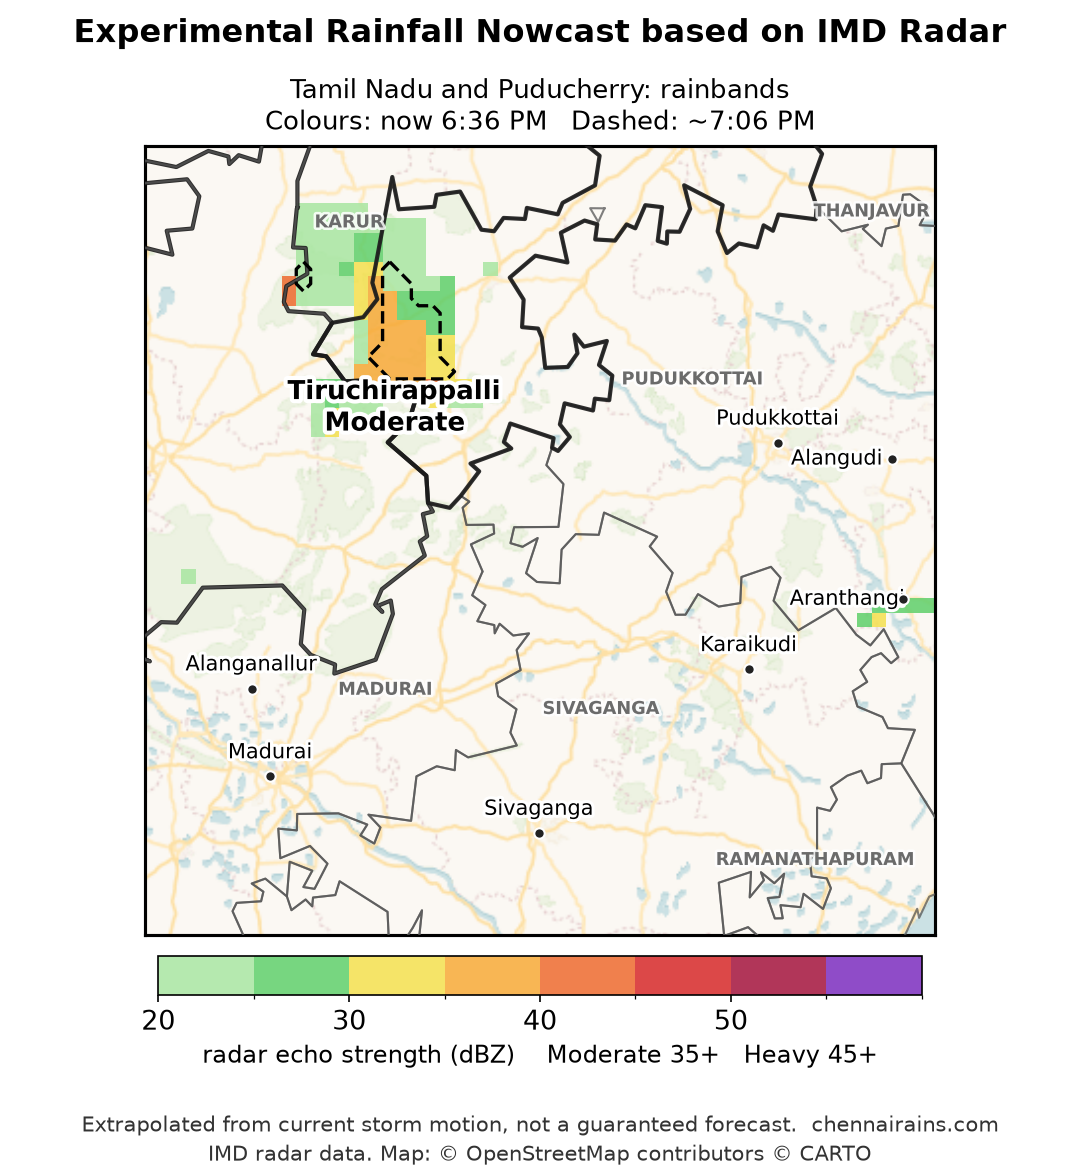 Experimental Rainfall Nowcast based on IMD Radar
Tamil Nadu and Puducherry: rainbands
Colours: now 6:36 PM   Dashed: ~7:06 PM
THANJAVUR
KARUR
PUDUKKOTTAI
Tiruchirappalli
Moderate
Pudukkottai
Alangudi
Aranthangi
Karaikudi
Alanganallur
MADURAI
SIVAGANGA
Madurai
Sivaganga
RAMANATHAPURAM
20 30 40 50
radar echo strength (dBZ)    Moderate 35+   Heavy 45+
Extrapolated from current storm motion, not a guaranteed forecast.  chennairains.com
IMD radar data. Map: © OpenStreetMap contributors © CARTO